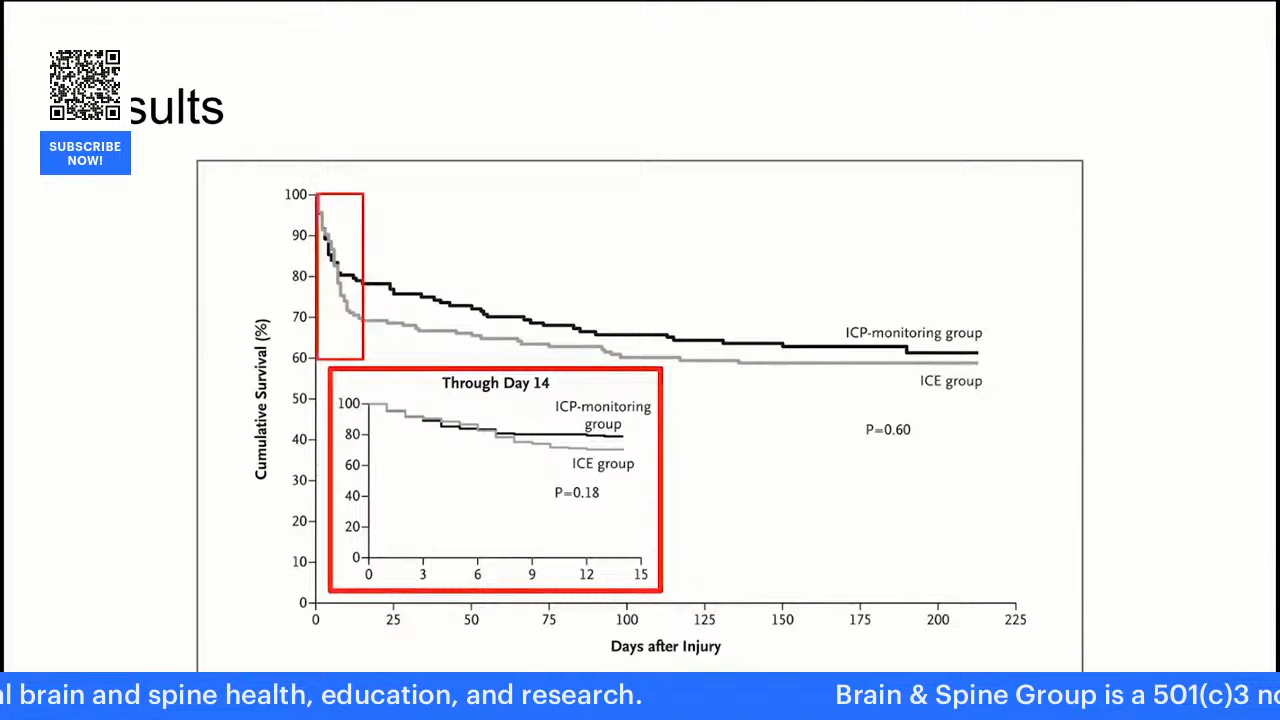 sults
SUBSCRIBE
NOW!
100
90
80
70
60
50
40
30
20
10
0
Cumulative Survival (%)
ICP-monitoring group
ICE group
P=0.60
Through Day 14
100
80
60
40
20
0
ICP-monitoring
group
ICE group
P=0.18
0 3 6 9 12 15
0 25 50 75 100 125 150 175 200 225
Days after Injury
l brain and spine health, education, and research. Brain & Spine Group is a 501(c)3 no